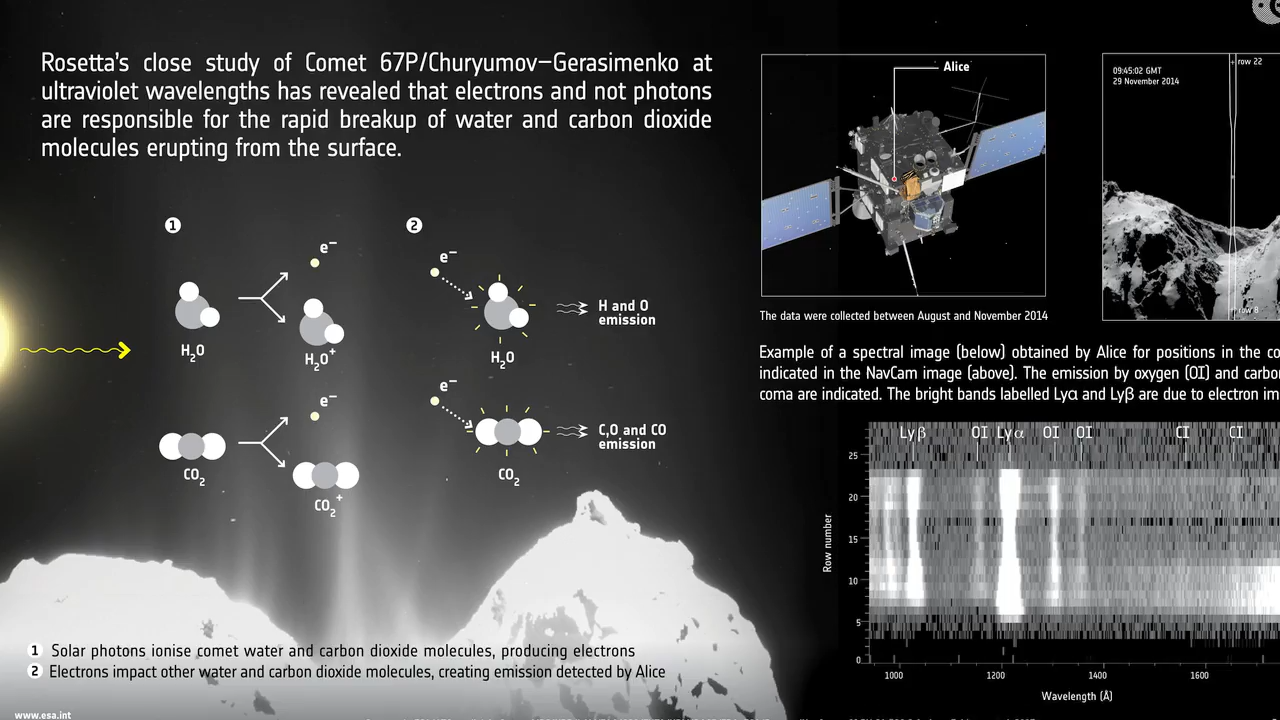 Rosetta's close study of Comet 67P/Churyumov–Gerasimenko at
ultraviolet wavelengths has revealed that electrons and not photons
are responsible for the rapid breakup of water and carbon dioxide
molecules erupting from the surface.
1
e⁻
H₂O
H₂O⁺
e⁻
CO₂
CO₂⁺
2
e⁻
H₂O
H and O
emission
e⁻
CO₂
C,O and CO
emission
1 Solar photons ionise comet water and carbon dioxide molecules, producing electrons
2 Electrons impact other water and carbon dioxide molecules, creating emission detected by Alice
www.esa.int
Alice
The data were collected between August and November 2014
09:45:02 GMT
29 November 2014
row 22
row 8
Example of a spectral image (below) obtained by Alice for positions in the
indicated in the NavCam image (above). The emission by oxygen (OI) and
coma are indicated. The bright bands labelled Lyα and Lyβ are due to electron
Ly β OI Ly α OI OI CI CI
25
20
15
10
5
0
Row number
1000 1200 1400 1600
Wavelength (Å)